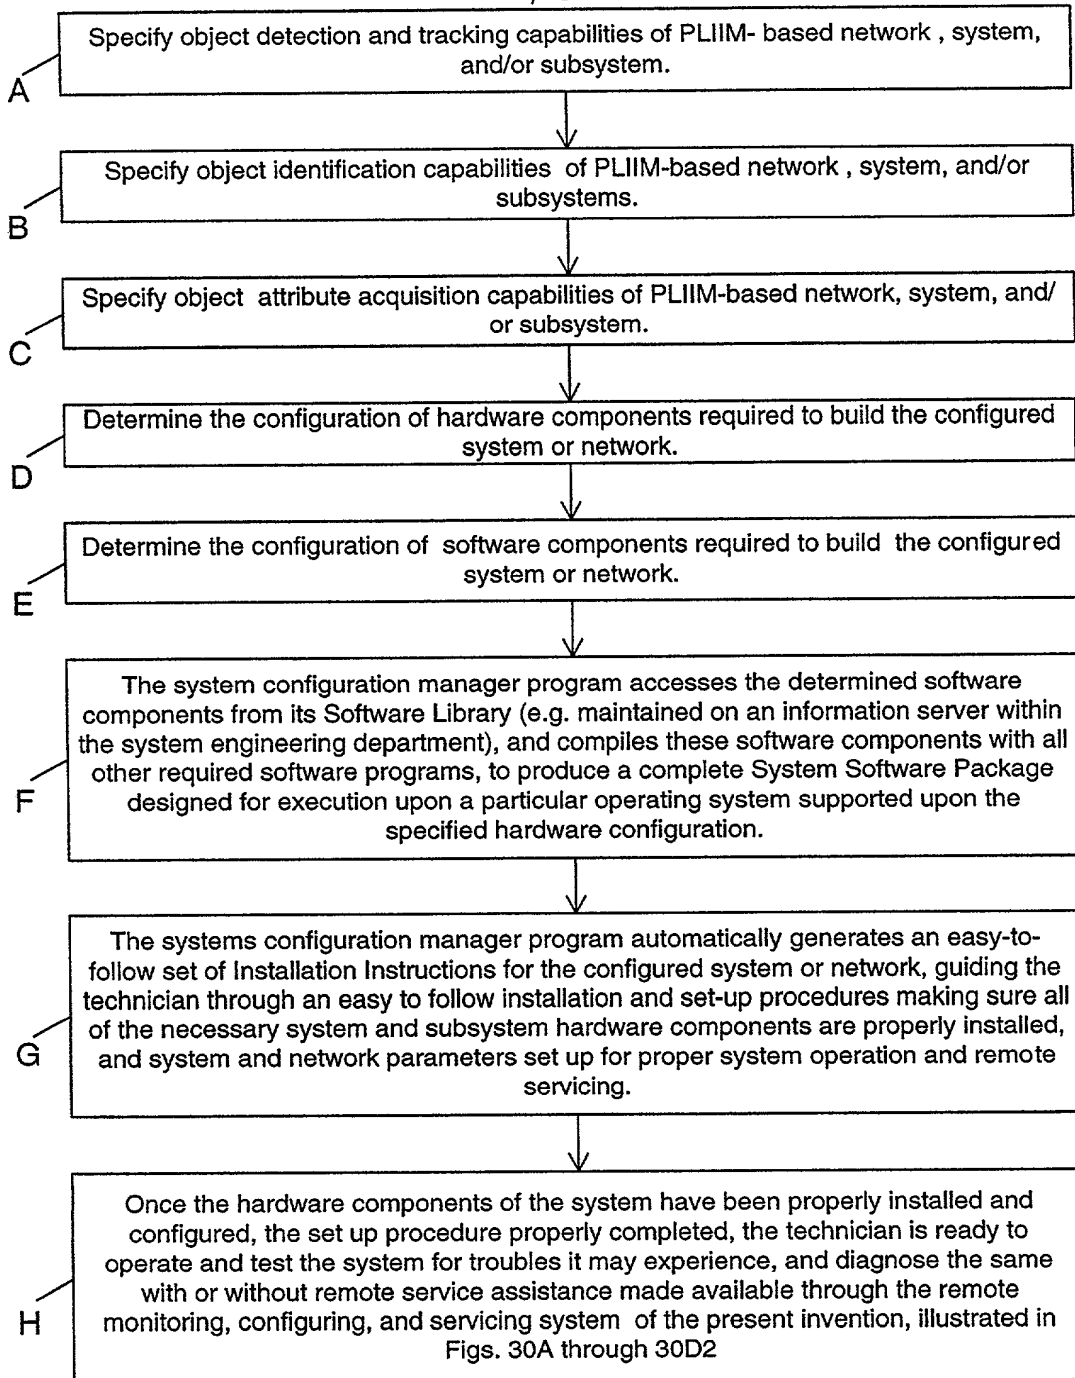 Specify object detection and tracking capabilities of PLIIM- based network , system,
and/or subsystem.
A
Specify object identification capabilities of PLIIM-based network , system, and/or
subsystems.
B
Specify object attribute acquisition capabilities of PLIIM-based network, system, and/
or subsystem.
C
Determine the configuration of hardware components required to build the configured
system or network.
D
Determine the configuration of software components required to build the configured
system or network.
E
The system configuration manager program accesses the determined software
components from its Software Library (e.g. maintained on an information server within
the system engineering department), and compiles these software components with all
other required software programs, to produce a complete System Software Package
designed for execution upon a particular operating system supported upon the
specified hardware configuration.
F
The systems configuration manager program automatically generates an easy-to-
follow set of Installation Instructions for the configured system or network, guiding the
technician through an easy to follow installation and set-up procedures making sure all
of the necessary system and subsystem hardware components are properly installed,
and system and network parameters set up for proper system operation and remote
servicing.
G
Once the hardware components of the system have been properly installed and
configured, the set up procedure properly completed, the technician is ready to
operate and test the system for troubles it may experience, and diagnose the same
with or without remote service assistance made available through the remote
monitoring, configuring, and servicing system of the present invention, illustrated in
Figs. 30A through 30D2
H